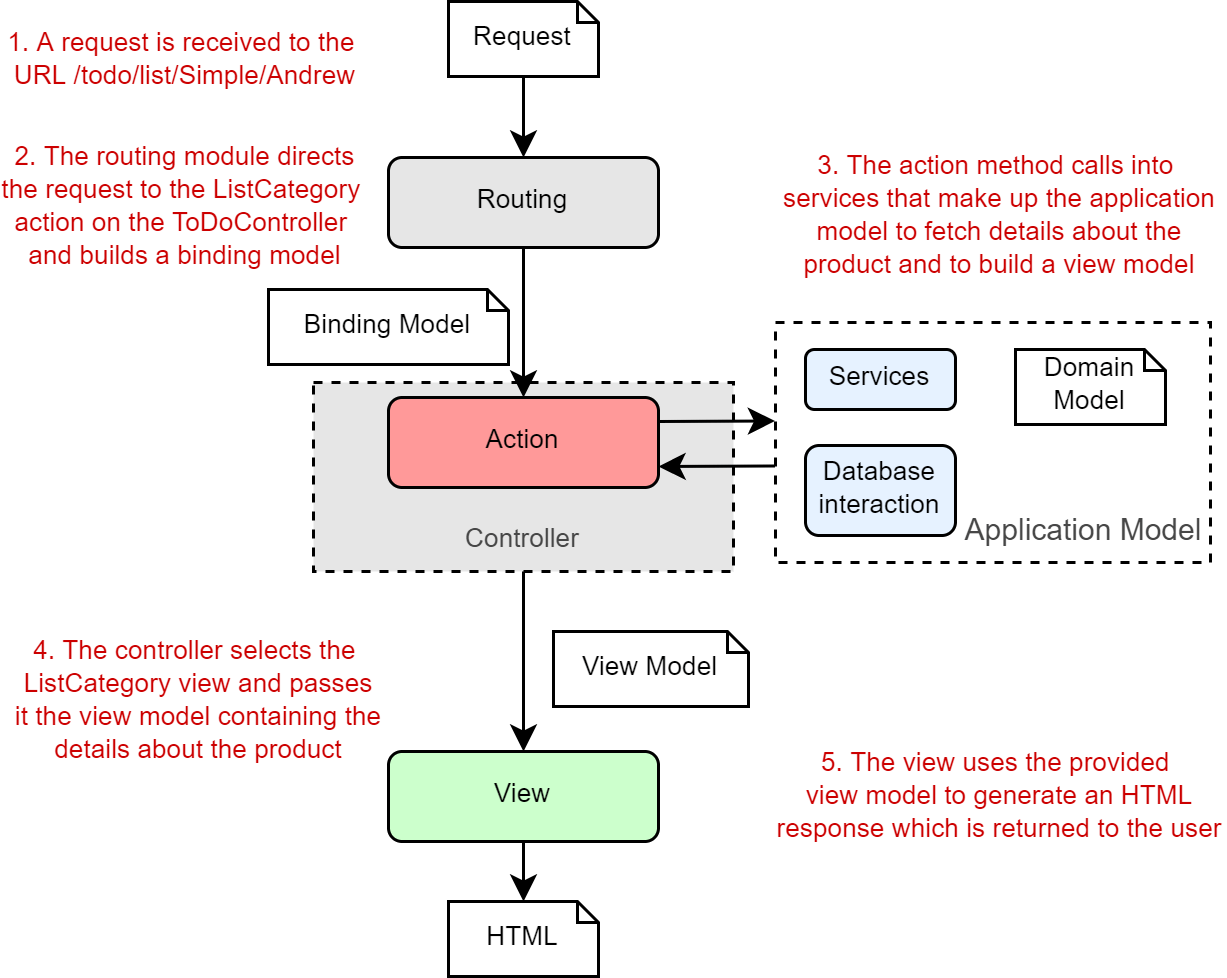 Request
1. A request is received to the
URL /todo/list/Simple/Andrew
2. The routing module directs
the request to the ListCategory
action on the ToDoController
and builds a binding model
Routing
3. The action method calls into
services that make up the application
model to fetch details about the
product and to build a view model
Binding Model
Services
Domain
Model
Action
Database
interaction
Application Model
Controller
4. The controller selects the
ListCategory view and passes
it the view model containing the
details about the product
View Model
View
5. The view uses the provided
view model to generate an HTML
response which is returned to the user
HTML